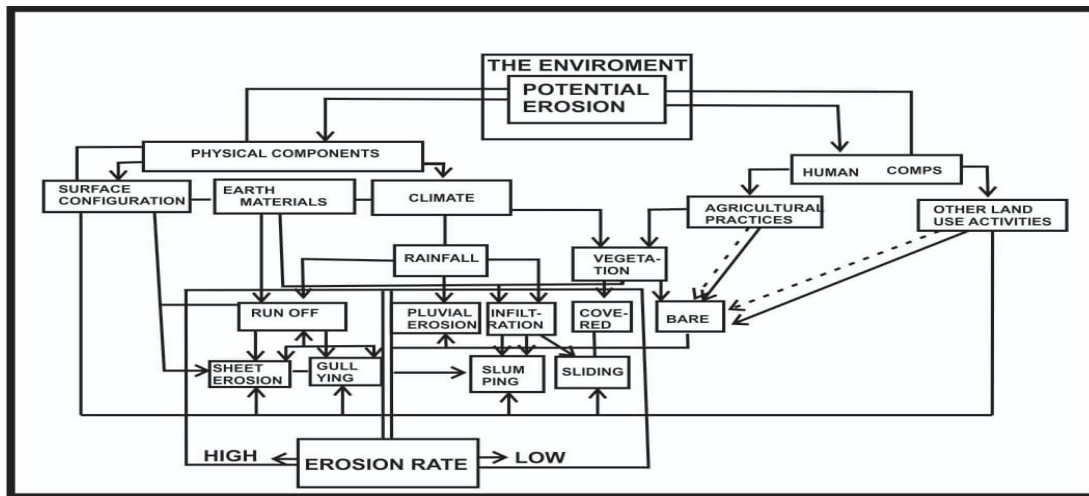 THE ENVIROMENT
POTENTIAL
EROSION
PHYSICAL COMPONENTS
HUMAN COMPS
SURFACE
CONFIGURATION
EARTH
MATERIALS
CLIMATE
AGRICULTURAL
PRACTICES
OTHER LAND
USE ACTIVITIES
RAINFALL
VEGETA-
TION
RUN OFF
PLUVIAL
EROSION
INFILT-
RATION
COVE-
RED
BARE
SHEET
EROSION
GULL
YING
SLUM
PING
SLIDING
HIGH
EROSION RATE
LOW